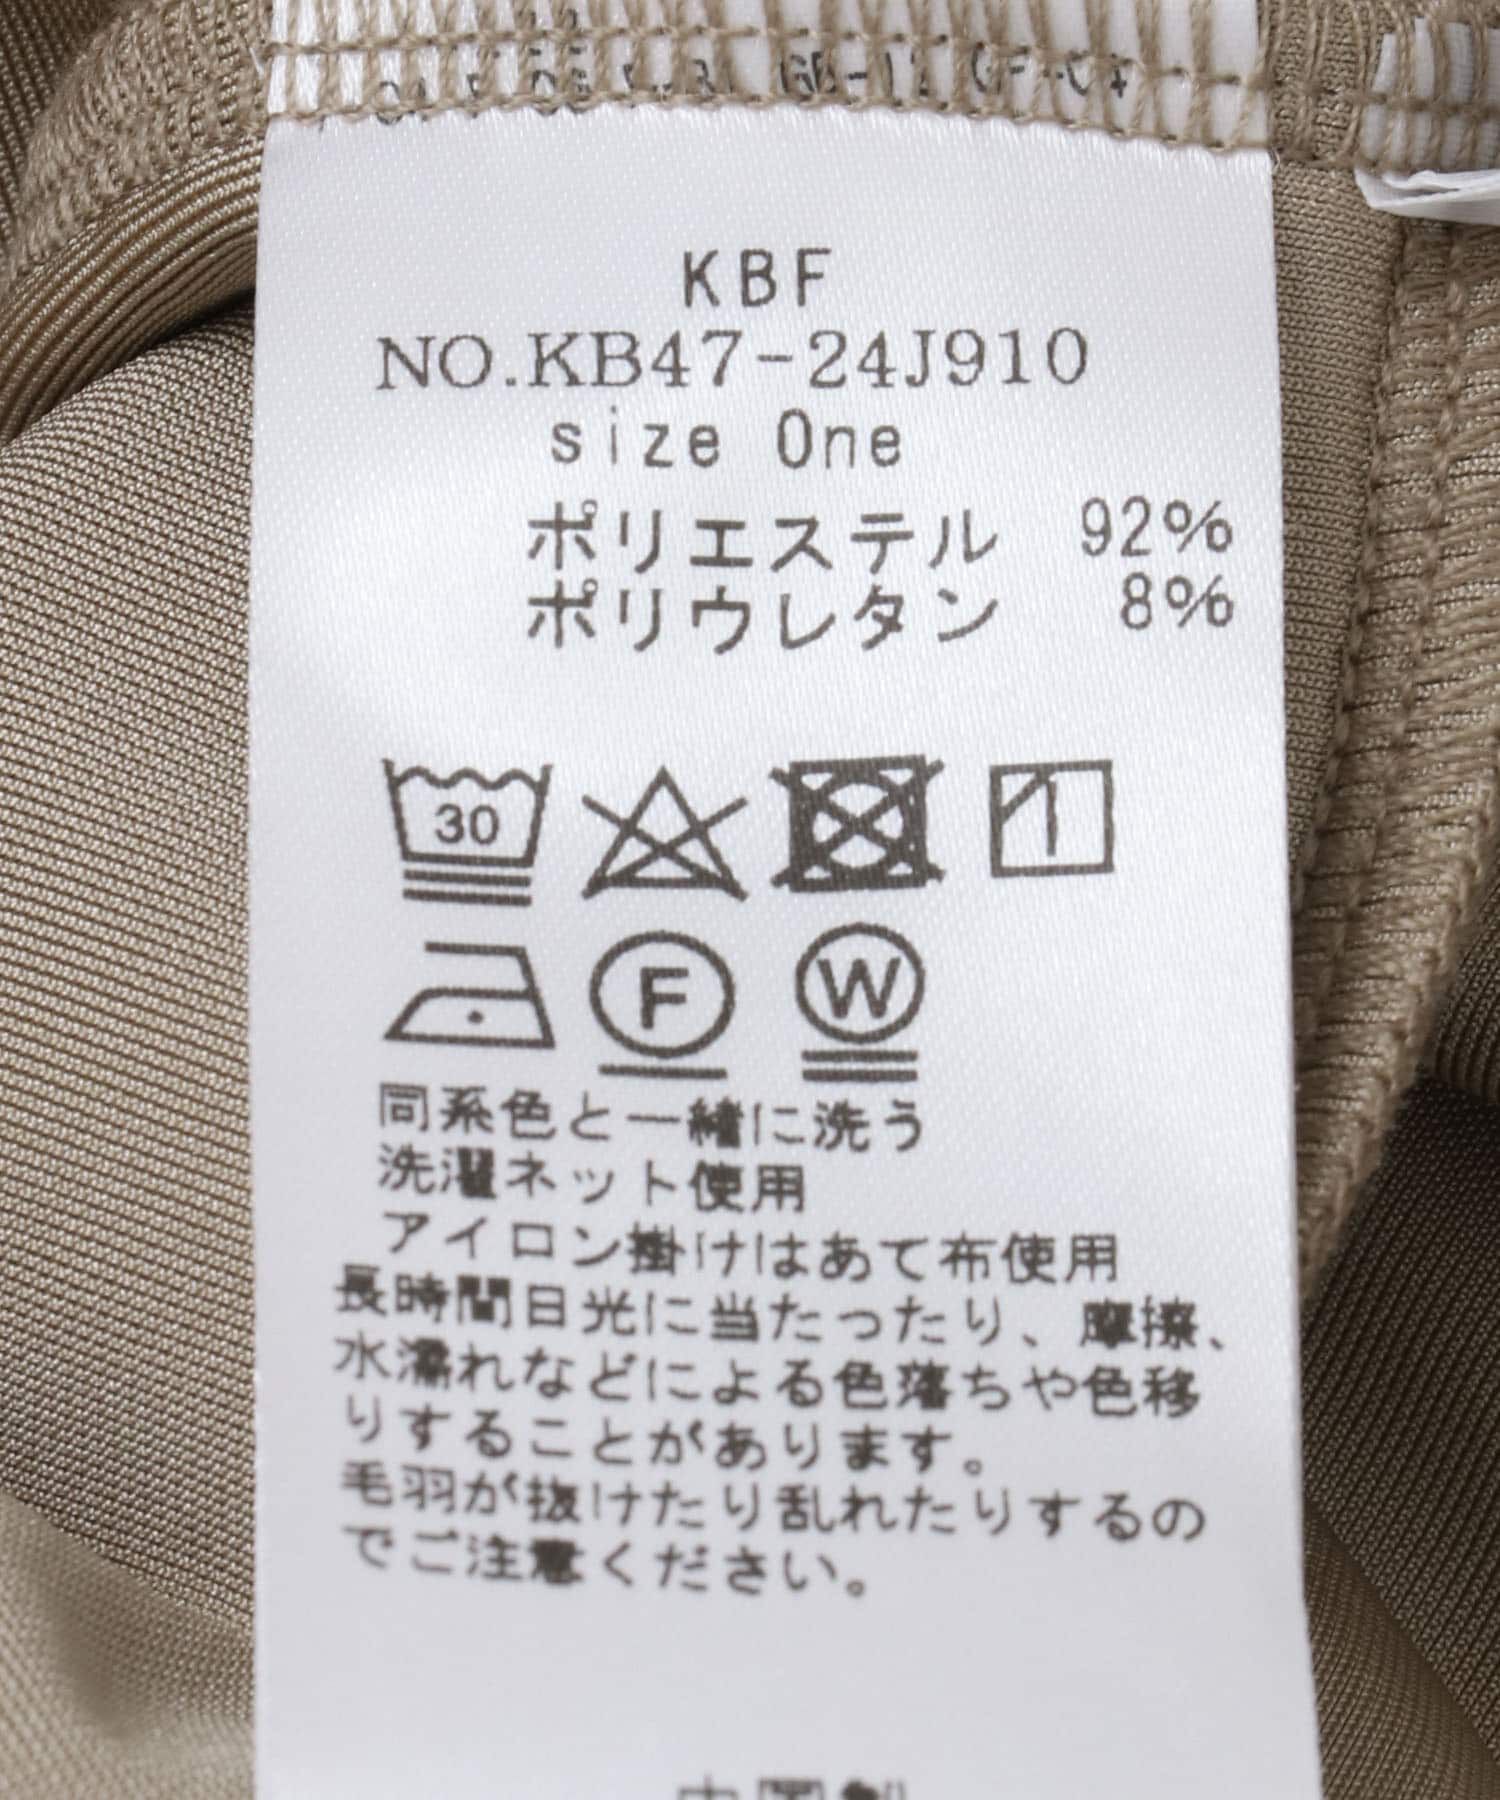 KBF
NO.KB47-24J910
size One
ポリエステル 92%
ポリウレタン 8%
30
F W
同系色と一緒に洗う
洗濯ネット使用
アイロン掛けはあて布使用
長時間日光に当たったり、摩擦、
水濡れなどによる色落ちや色移
りすることがあります。
毛羽が抜けたり乱れたりするの
でご注意ください。
中国製